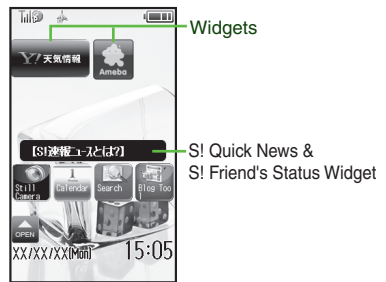 Y! 天気情報
Ameba
Widgets
【S!速報ニュースとは?】
S! Quick News &
S! Friend's Status Widget
Still Camera
Calendar
Search
Blog Too
OPEN
XX/XX/XX(Mon) 15:05